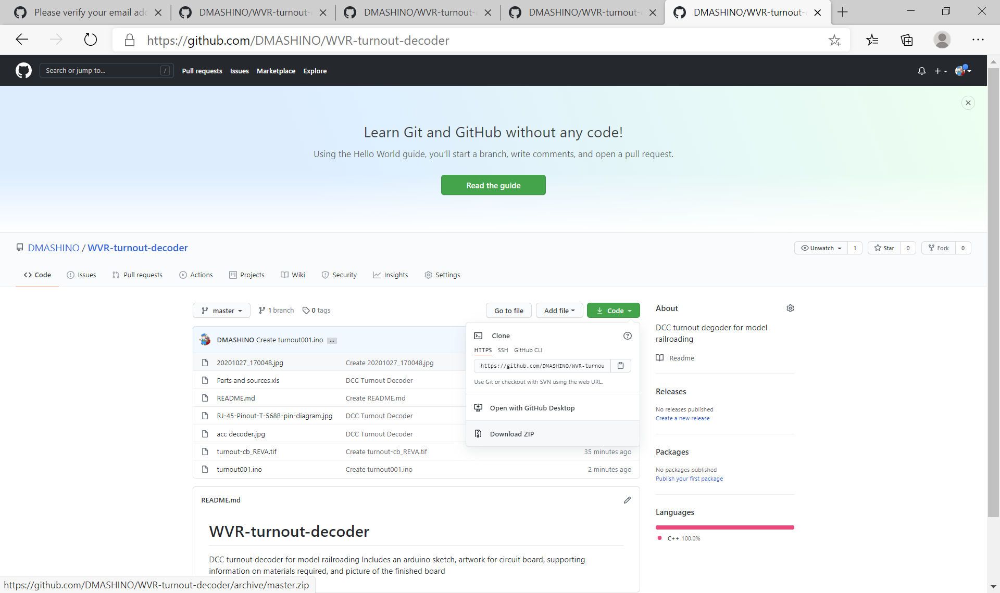 Please verify your email add
DMASHINO/WVR-turnout-
DMASHINO/WVR-turnout-
DMASHINO/WVR-turnout-
DMASHINO/WVR-turnout-
https://github.com/DMASHINO/WVR-turnout-decoder
Search or jump to... /
Pull requests Issues Marketplace Explore
Learn Git and GitHub without any code!
Using the Hello World guide, you’ll start a branch, write comments, and open a pull request.
Read the guide
DMASHINO / WVR-turnout-decoder
Unwatch 1 Star 0 Fork 0
Code Issues Pull requests Actions Projects Wiki Security Insights Settings
master 1 branch 0 tags Go to file Add file Code
DMASHINO Create turnout001.ino ...
20201027_170048.jpg Create 20201027_170048.jpg
Parts and sources.xls DCC Turnout Decoder
README.md Create README.md
RJ-45-Pinout-T-568B-pin-diagram.jpg DCC Turnout Decoder
acc decoder.jpg DCC Turnout Decoder
turnout-cb_REVA.tif Create turnout-cb_REVA.tif 35 minutes ago
turnout001.ino Create turnout001.ino 2 minutes ago
Clone
HTTPS SSH GitHub CLI
https://github.com/DMASHINO/WVR-turnou
Use Git or checkout with SVN using the web URL.
Open with GitHub Desktop
Download ZIP
README.md
WVR-turnout-decoder
DCC turnout decoder for model railroading Includes an arduino sketch, artwork for circuit board, supporting
information on materials required, and picture of the finished board
About
DCC turnout degoder for model
railroading
Readme
Releases
No releases published
Create a new release
Packages
No packages published
Publish your first package
Languages
C++ 100.0%
https://github.com/DMASHINO/WVR-turnout-decoder/archive/master.zip